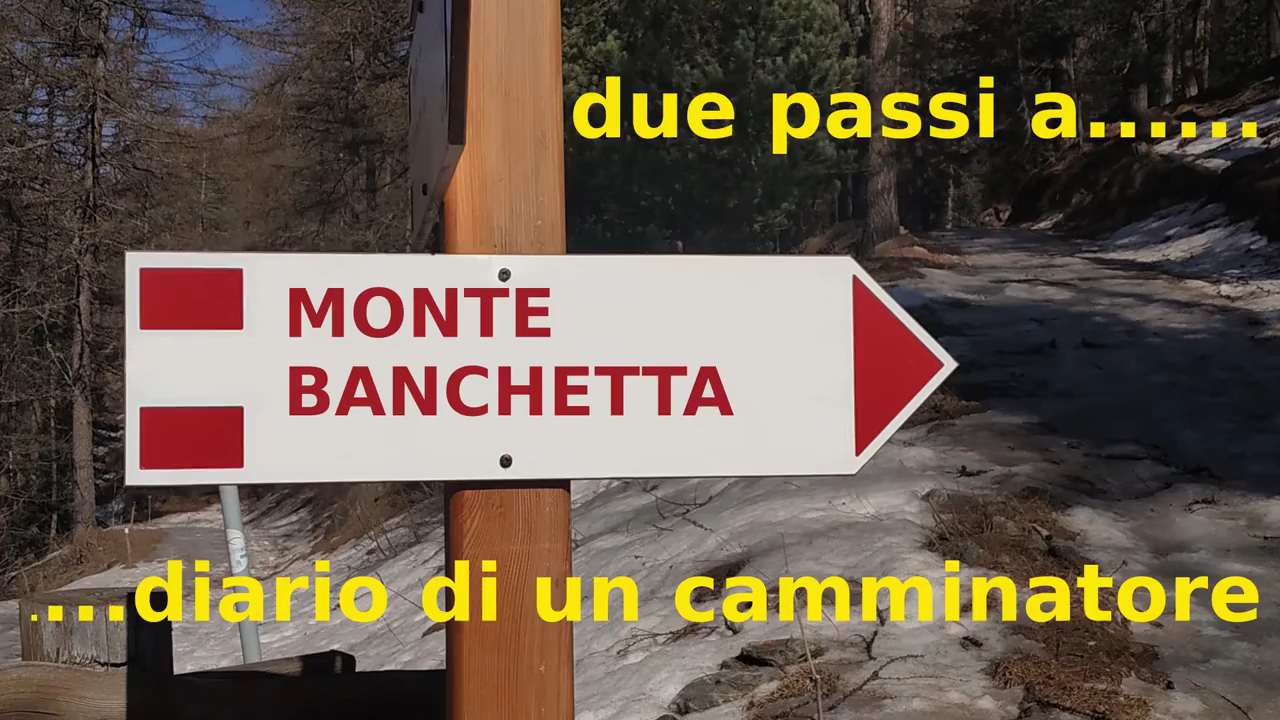 due passi a......
MONTE
BANCHETTA
....diario di un camminatore